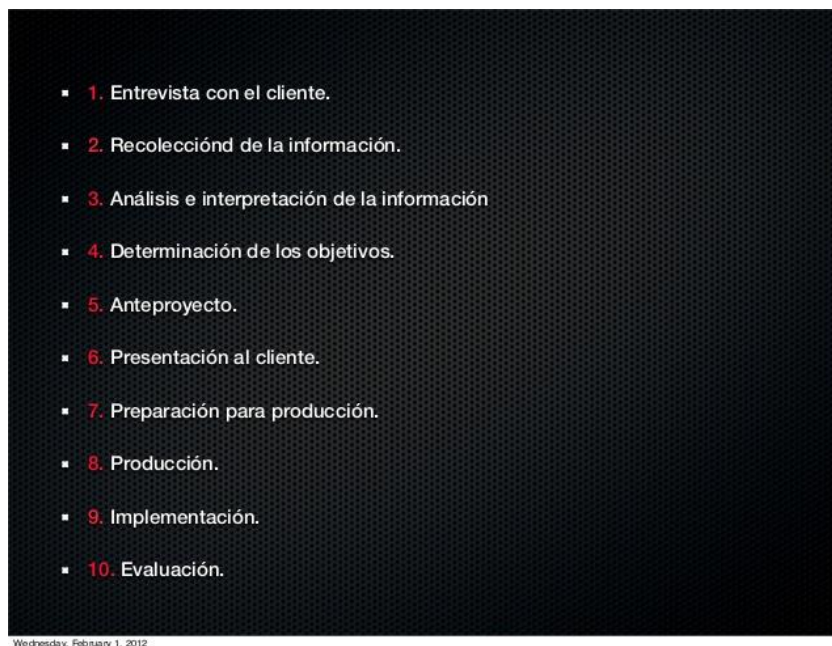 ▪ 1. Entrevista con el cliente.
▪ 2. Recolecciónd de la información.
▪ 3. Análisis e interpretación de la información
▪ 4. Determinación de los objetivos.
▪ 5. Anteproyecto.
▪ 6. Presentación al cliente.
▪ 7. Preparación para producción.
▪ 8. Producción.
▪ 9. Implementación.
▪ 10. Evaluación.
Wednesday, February 1, 2012